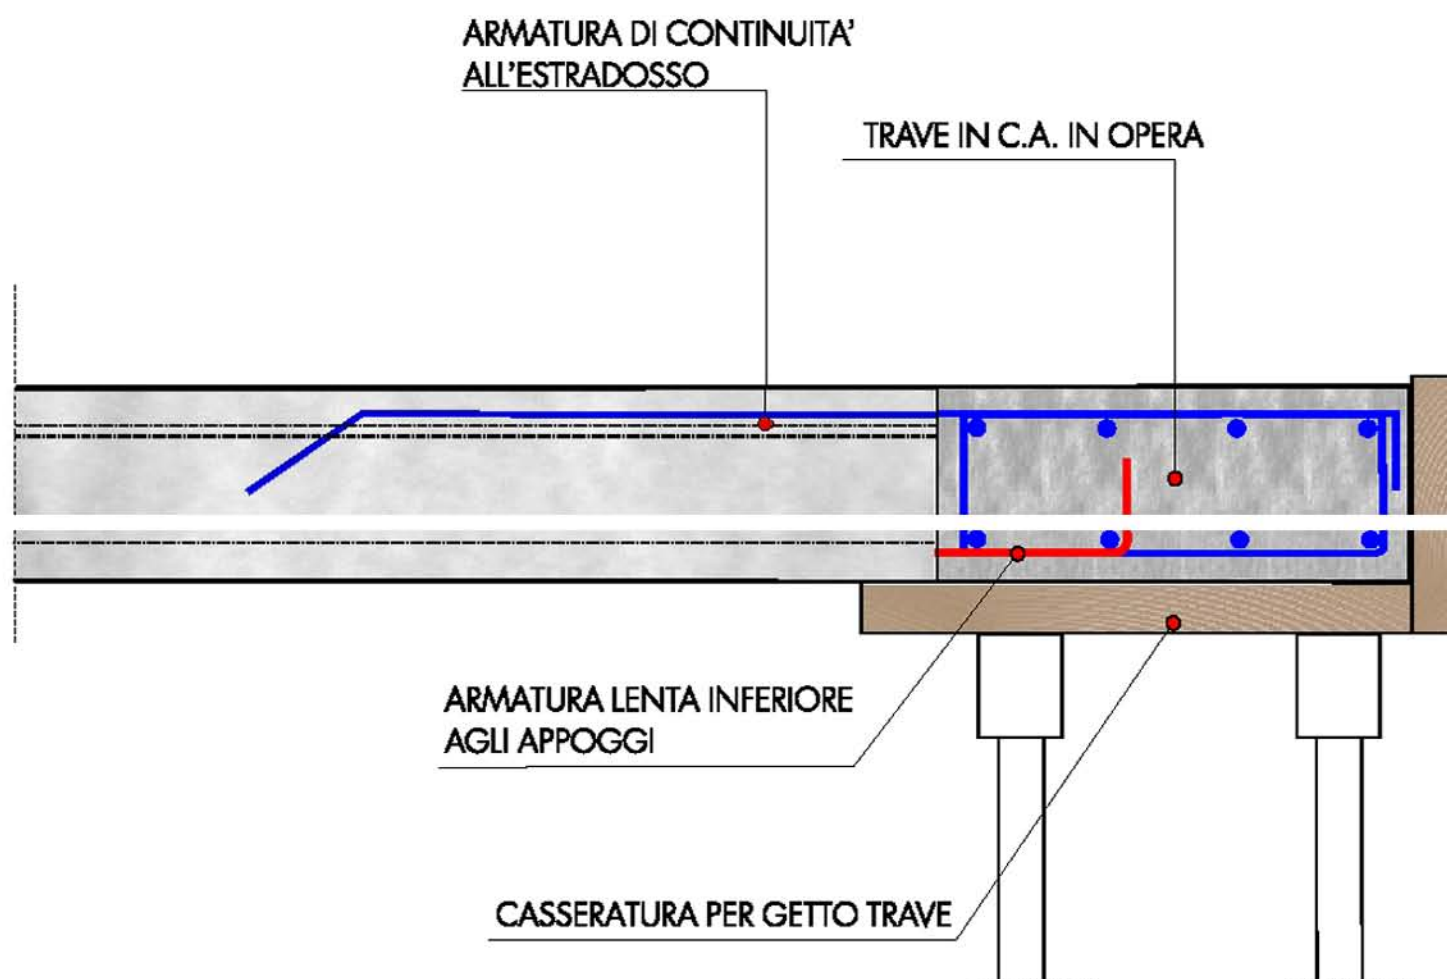 ARMATURA DI CONTINUITA'
ALL'ESTRADOSSO
TRAVE IN C.A. IN OPERA
ARMATURA LENTA INFERIORE
AGLI APPOGGI
CASSERATURA PER GETTO TRAVE